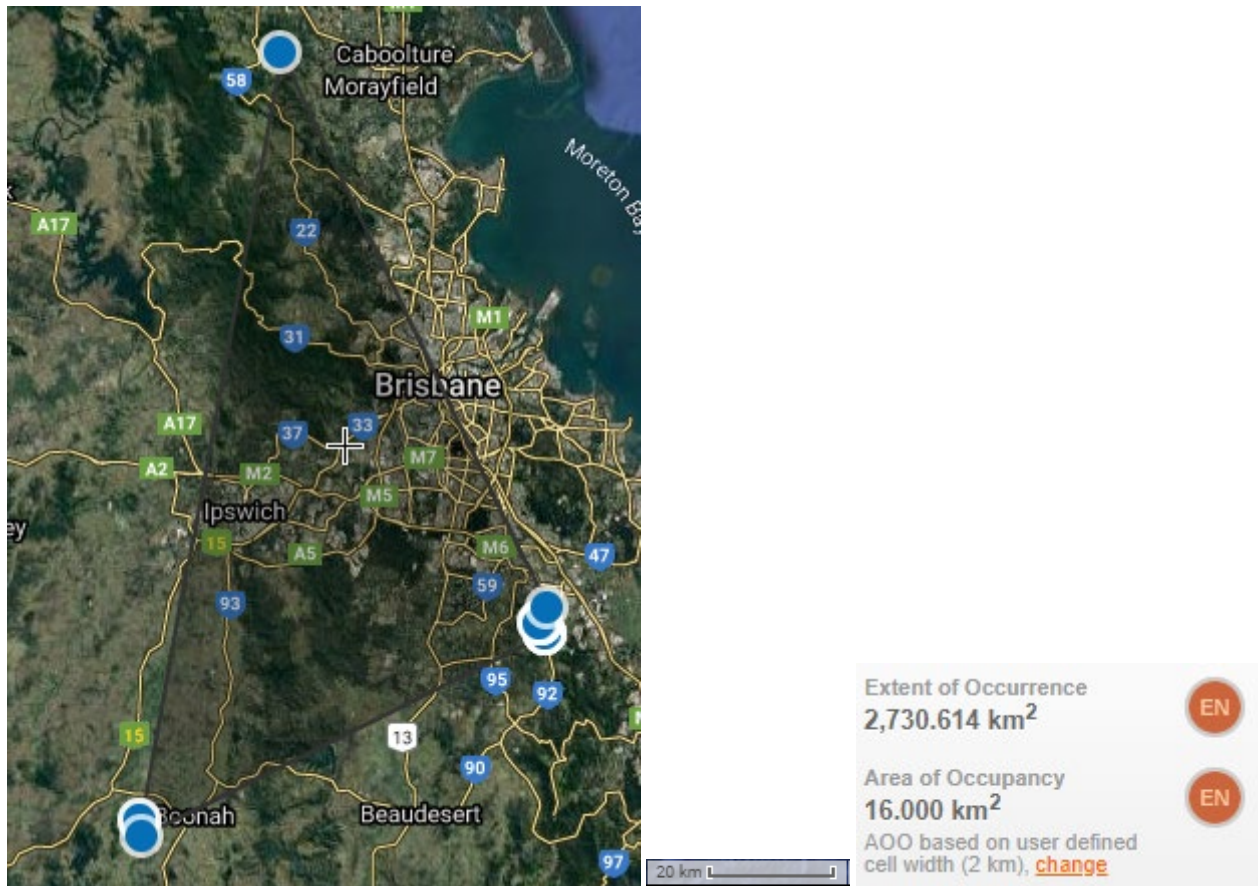 Caboolture
58
Morayfield
Moreton Ba
A17
22
M1
31
Brisbane
A17
37
33
A2
M2
M7
Ipswich
M5
ey
15
A5
M6
47
59
93
95
92
15
13
90
Boonah
Beaudesert
97
20 km
Extent of Occurrence
2,730.614 km²
EN
Area of Occupancy
16.000 km²
EN
AOO based on user defined
cell width (2 km), change